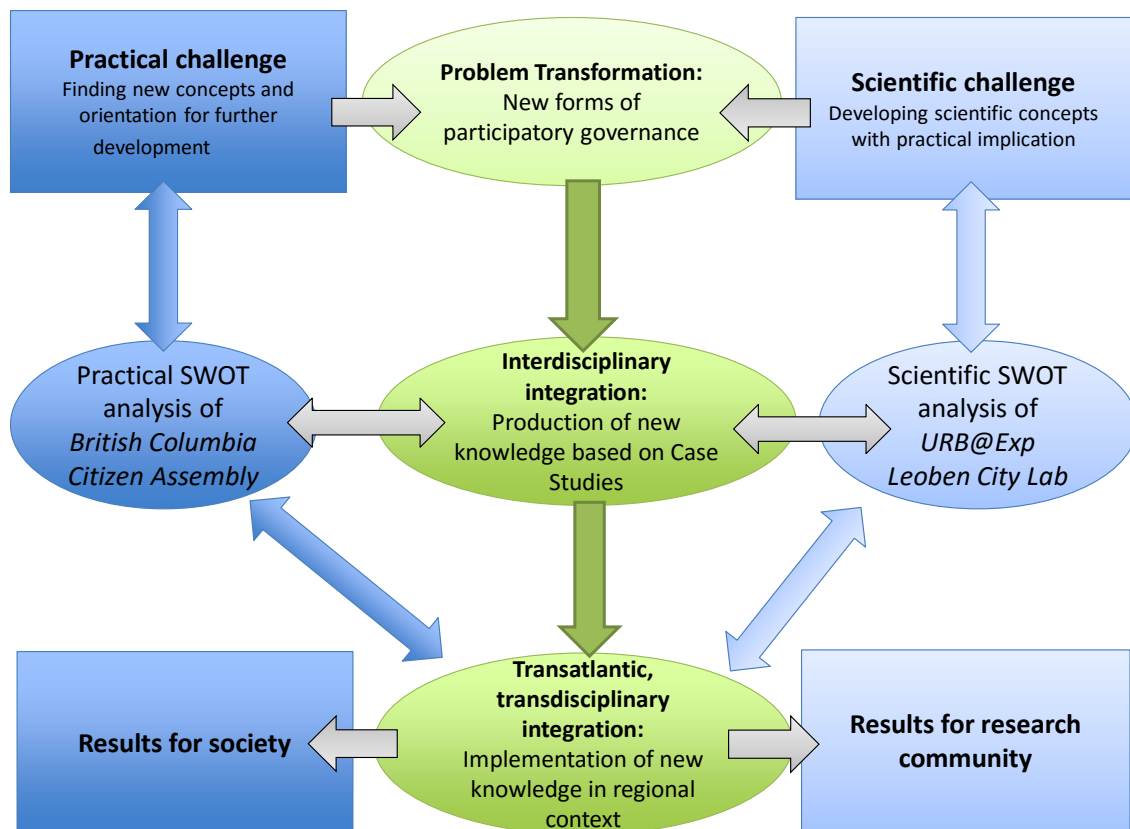 Practical challenge
Finding new concepts and
orientation for further
development
Problem Transformation:
New forms of
participatory governance
Scientific challenge
Developing scientific concepts
with practical implication
Practical SWOT
analysis of
British Columbia
Citizen Assembly
Interdisciplinary
integration:
Production of new
knowledge based on Case
Studies
Scientific SWOT
analysis of
URB@Exp
Leoben City Lab
Results for society
Transatlantic,
transdisciplinary
integration:
Implementation of new
knowledge in regional
context
Results for research
community